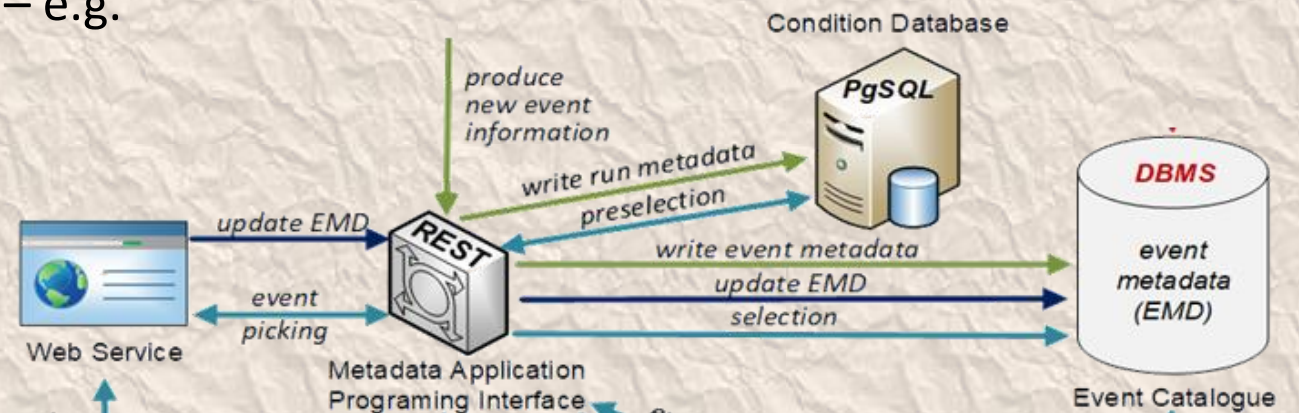 – e.g.
Condition Database
produce
new event
information
PgSQL
write run metadata
preselection
DBMS
update EMD
REST
write event metadata
event
metadata
(EMD)
update EMD
event
picking
selection
Web Service
Metadata Application
Programing Interface
Event Catalogue